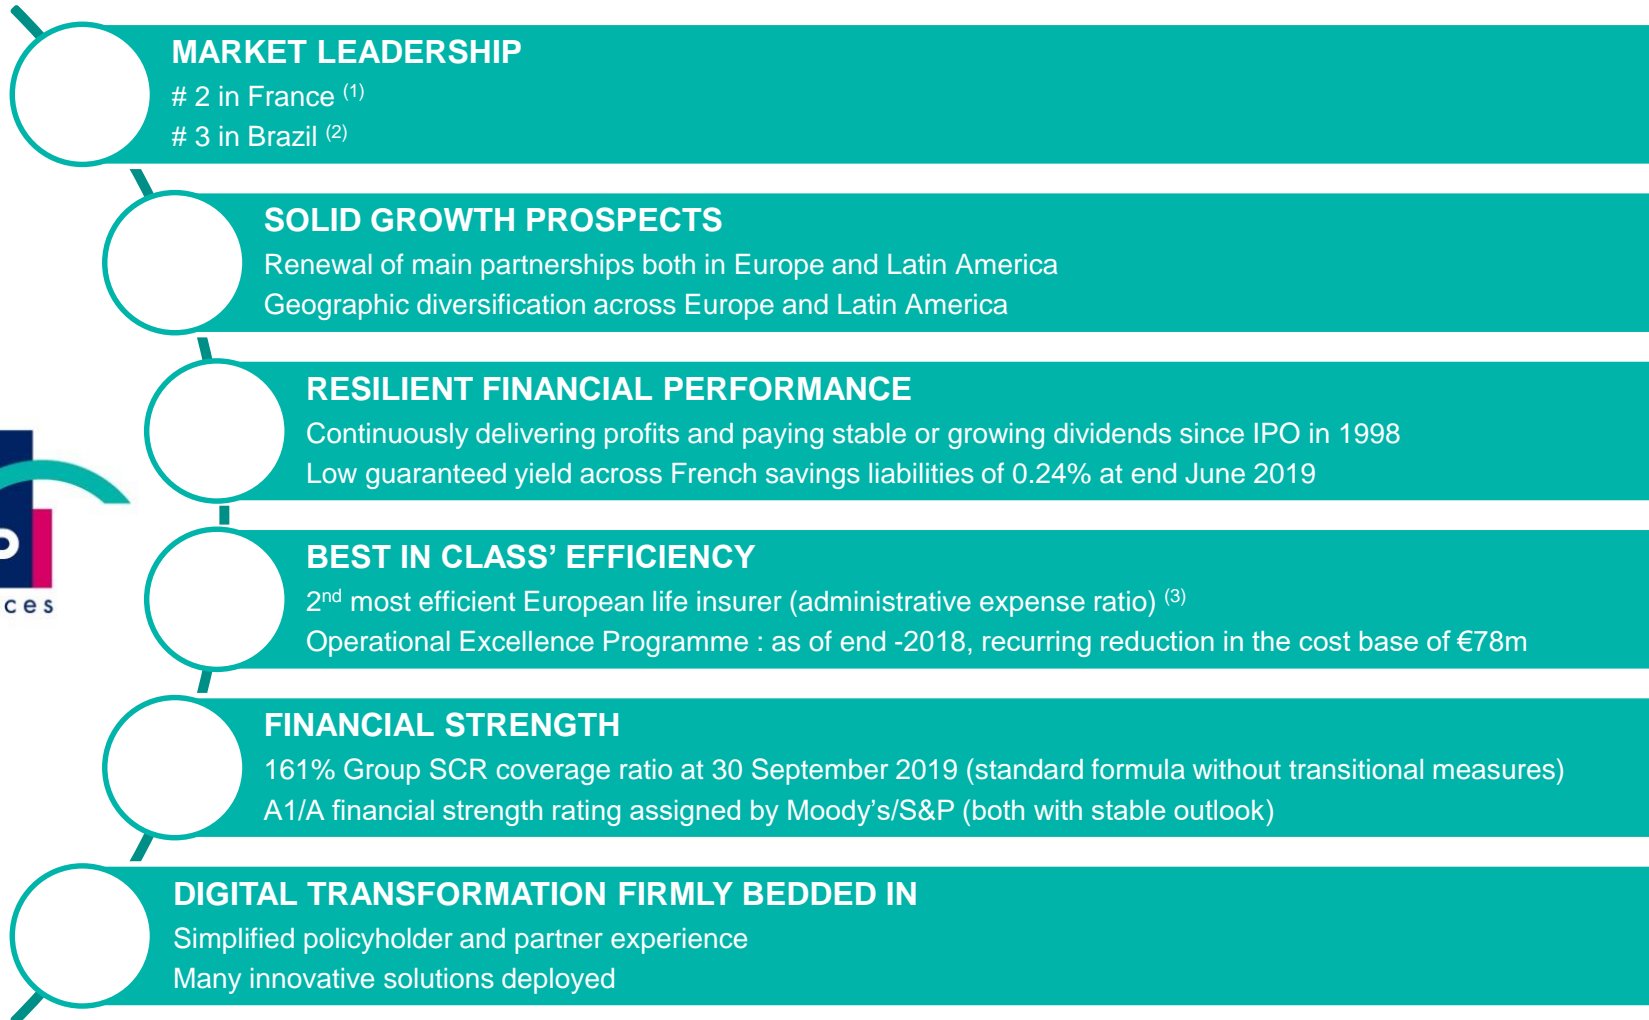 MARKET LEADERSHIP
# 2 in France (1)
# 3 in Brazil (2)
SOLID GROWTH PROSPECTS
Renewal of main partnerships both in Europe and Latin America
Geographic diversification across Europe and Latin America
RESILIENT FINANCIAL PERFORMANCE
Continuously delivering profits and paying stable or growing dividends since IPO in 1998
Low guaranteed yield across French savings liabilities of 0.24% at end June 2019
BEST IN CLASS’ EFFICIENCY
2nd most efficient European life insurer (administrative expense ratio) (3)
Operational Excellence Programme : as of end -2018, recurring reduction in the cost base of €78m
FINANCIAL STRENGTH
161% Group SCR coverage ratio at 30 September 2019 (standard formula without transitional measures)
A1/A financial strength rating assigned by Moody’s/S&P (both with stable outlook)
DIGITAL TRANSFORMATION FIRMLY BEDDED IN
Simplified policyholder and partner experience
Many innovative solutions deployed